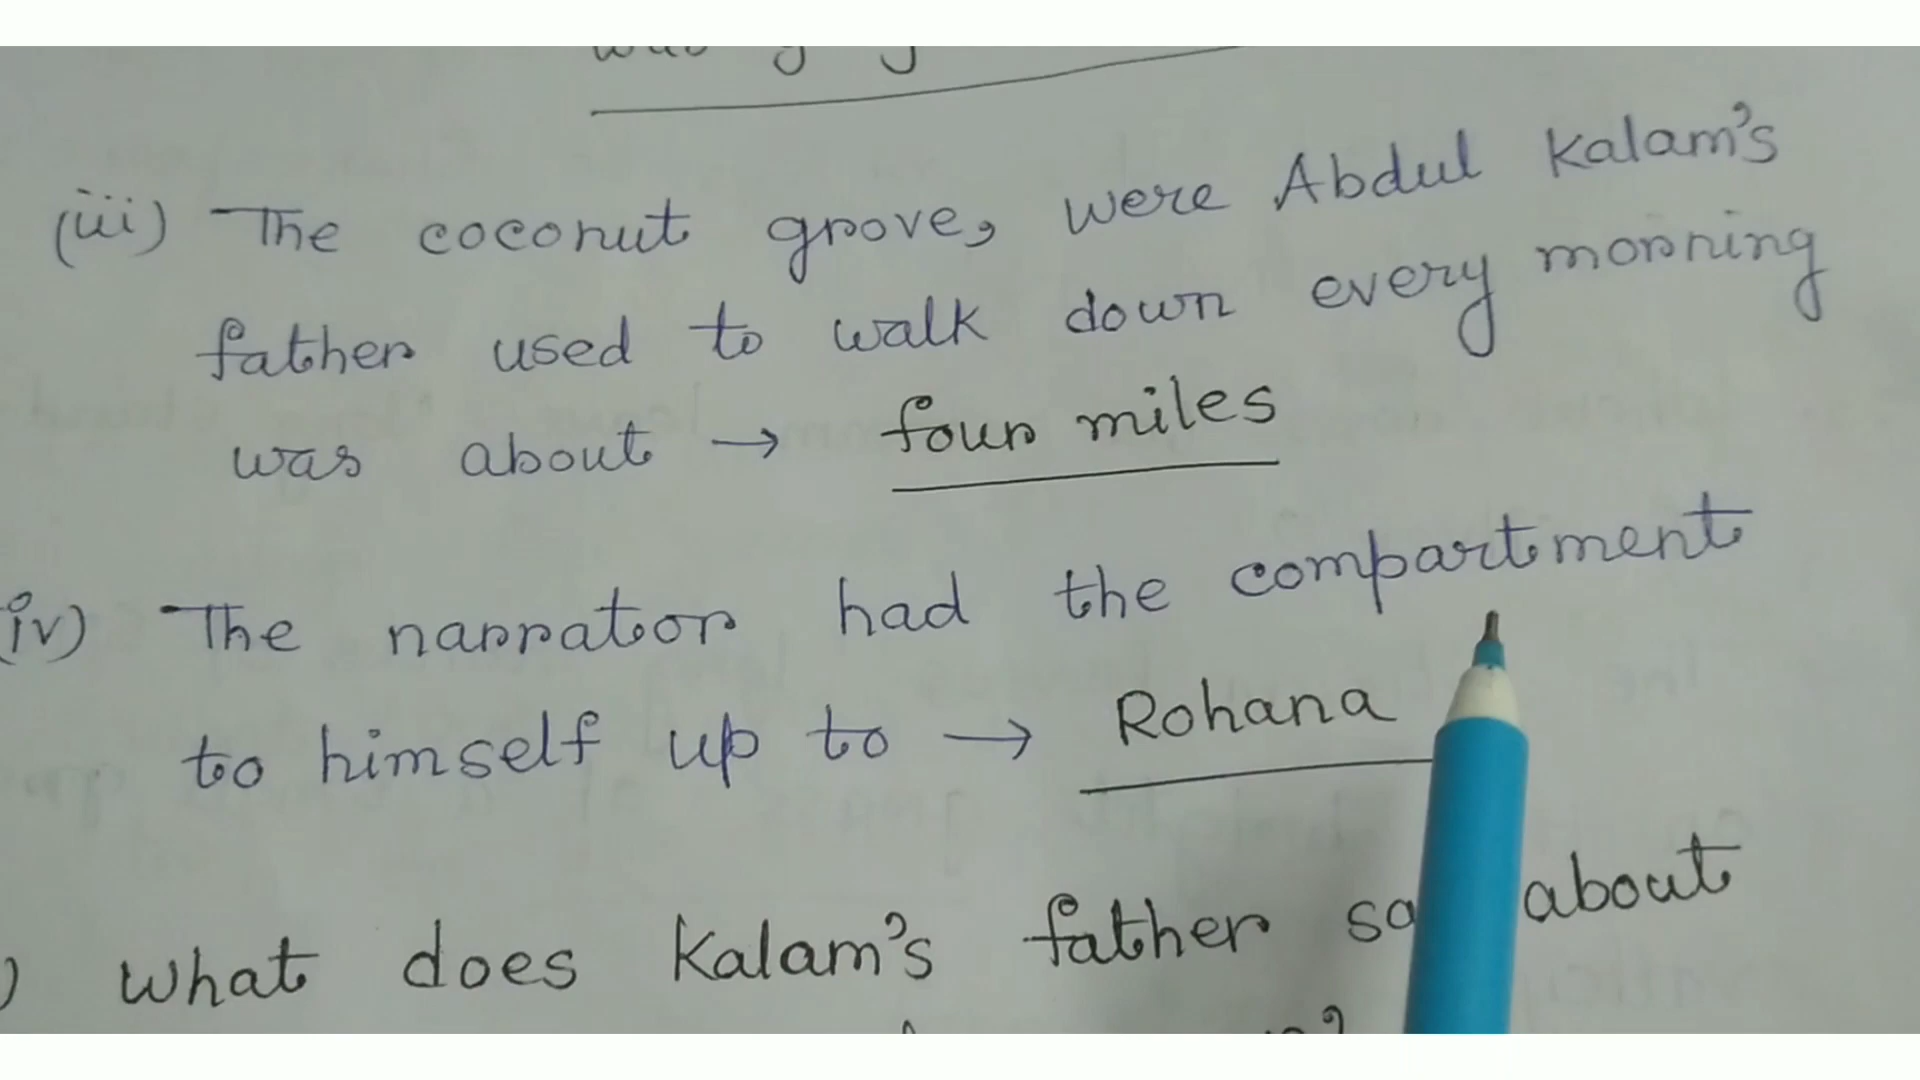 (iii) The coconut grove, were Abdul Kalam's
father used to walk down every morning
was about → four miles
(iv) The narrator had the compartment
to himself up to → Rohana
) What does Kalam's father about